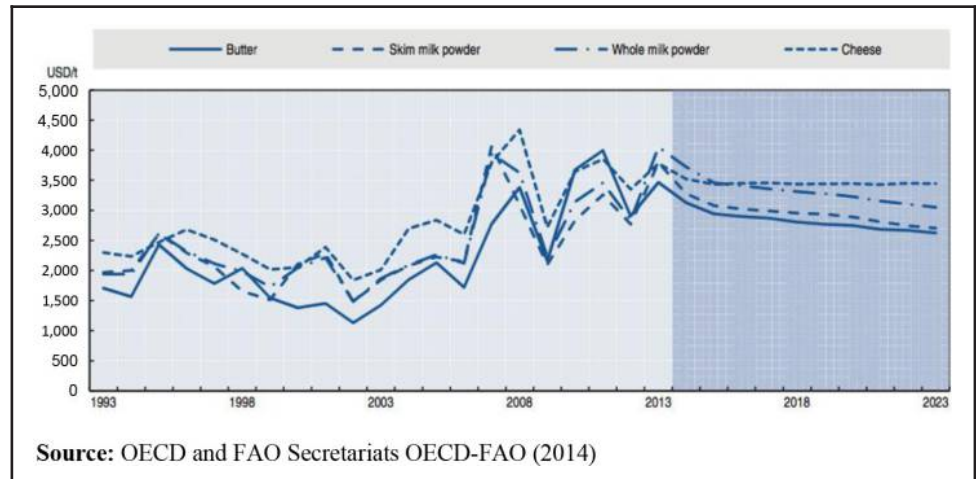 Butter Skim milk powder Whole milk powder Cheese
USD/t
5,000
4,500
4,000
3,500
3,000
2,500
2,000
1,500
1,000
500
0
1993 1998 2003 2008 2013 2018 2023
Source: OECD and FAO Secretariats OECD-FAO (2014)